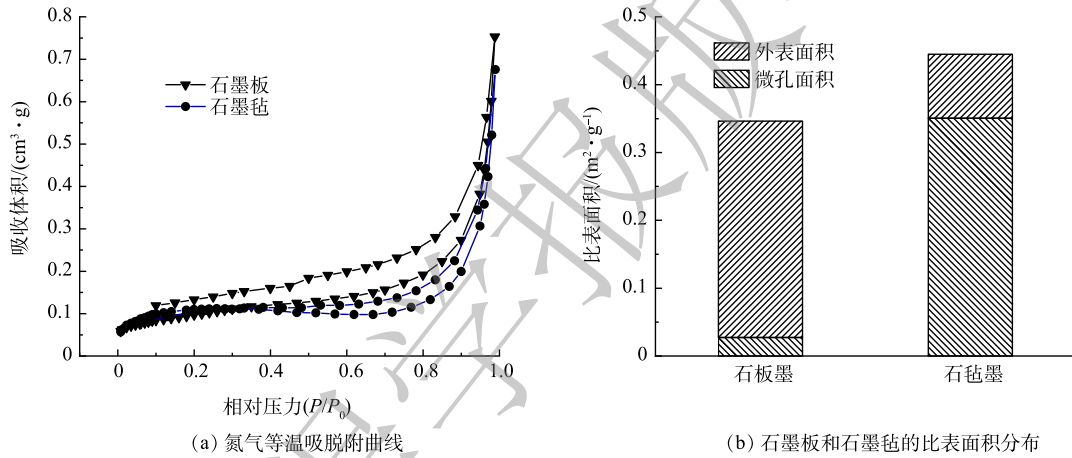 0.8
0.7
0.6
0.5
0.4
0.3
0.2
0.1
0
吸收体积/(cm³·g)
石墨板
石墨毡
0 0.2 0.4 0.6 0.8 1.0
相对压力(P/P₀)
(a) 氮气等温吸脱附曲线
0.5
0.4
0.3
0.2
0.1
0
比表面积/(m²·g⁻¹)
外表面积
微孔面积
石板墨 石毡墨
(b) 石墨板和石墨毡的比表面积分布
学报版